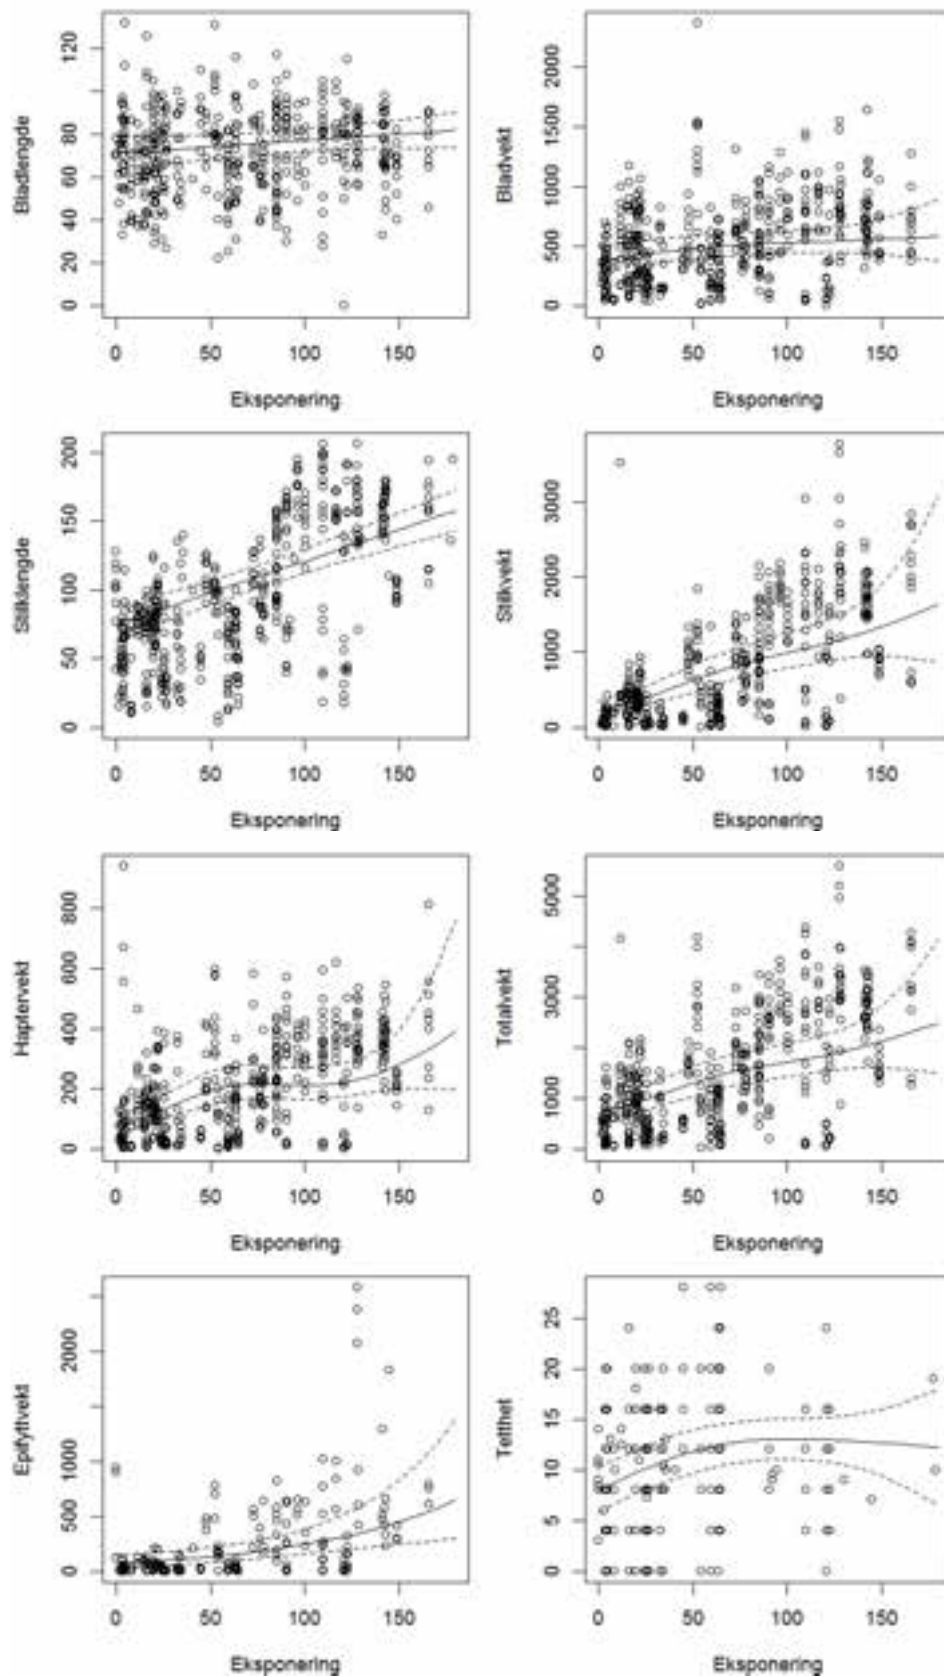 Bladlengde
0 20 40 60 80 120
0 50 100 150
Eksponering
Bladvekt
0 500 1000 1500 2000
0 50 100 150
Eksponering
Stilklengde
0 50 100 150 200
0 50 100 150
Eksponering
Stilkvekt
0 1000 2000 3000
0 50 100 150
Eksponering
Hapfervekt
0 200 400 600 800
0 50 100 150
Eksponering
Totalvekt
0 1000 3000 5000
0 50 100 150
Eksponering
Epifyttvekt
0 500 1000 2000
0 50 100 150
Eksponering
Tetthet
0 5 10 15 20 25
0 50 100 150
Eksponering